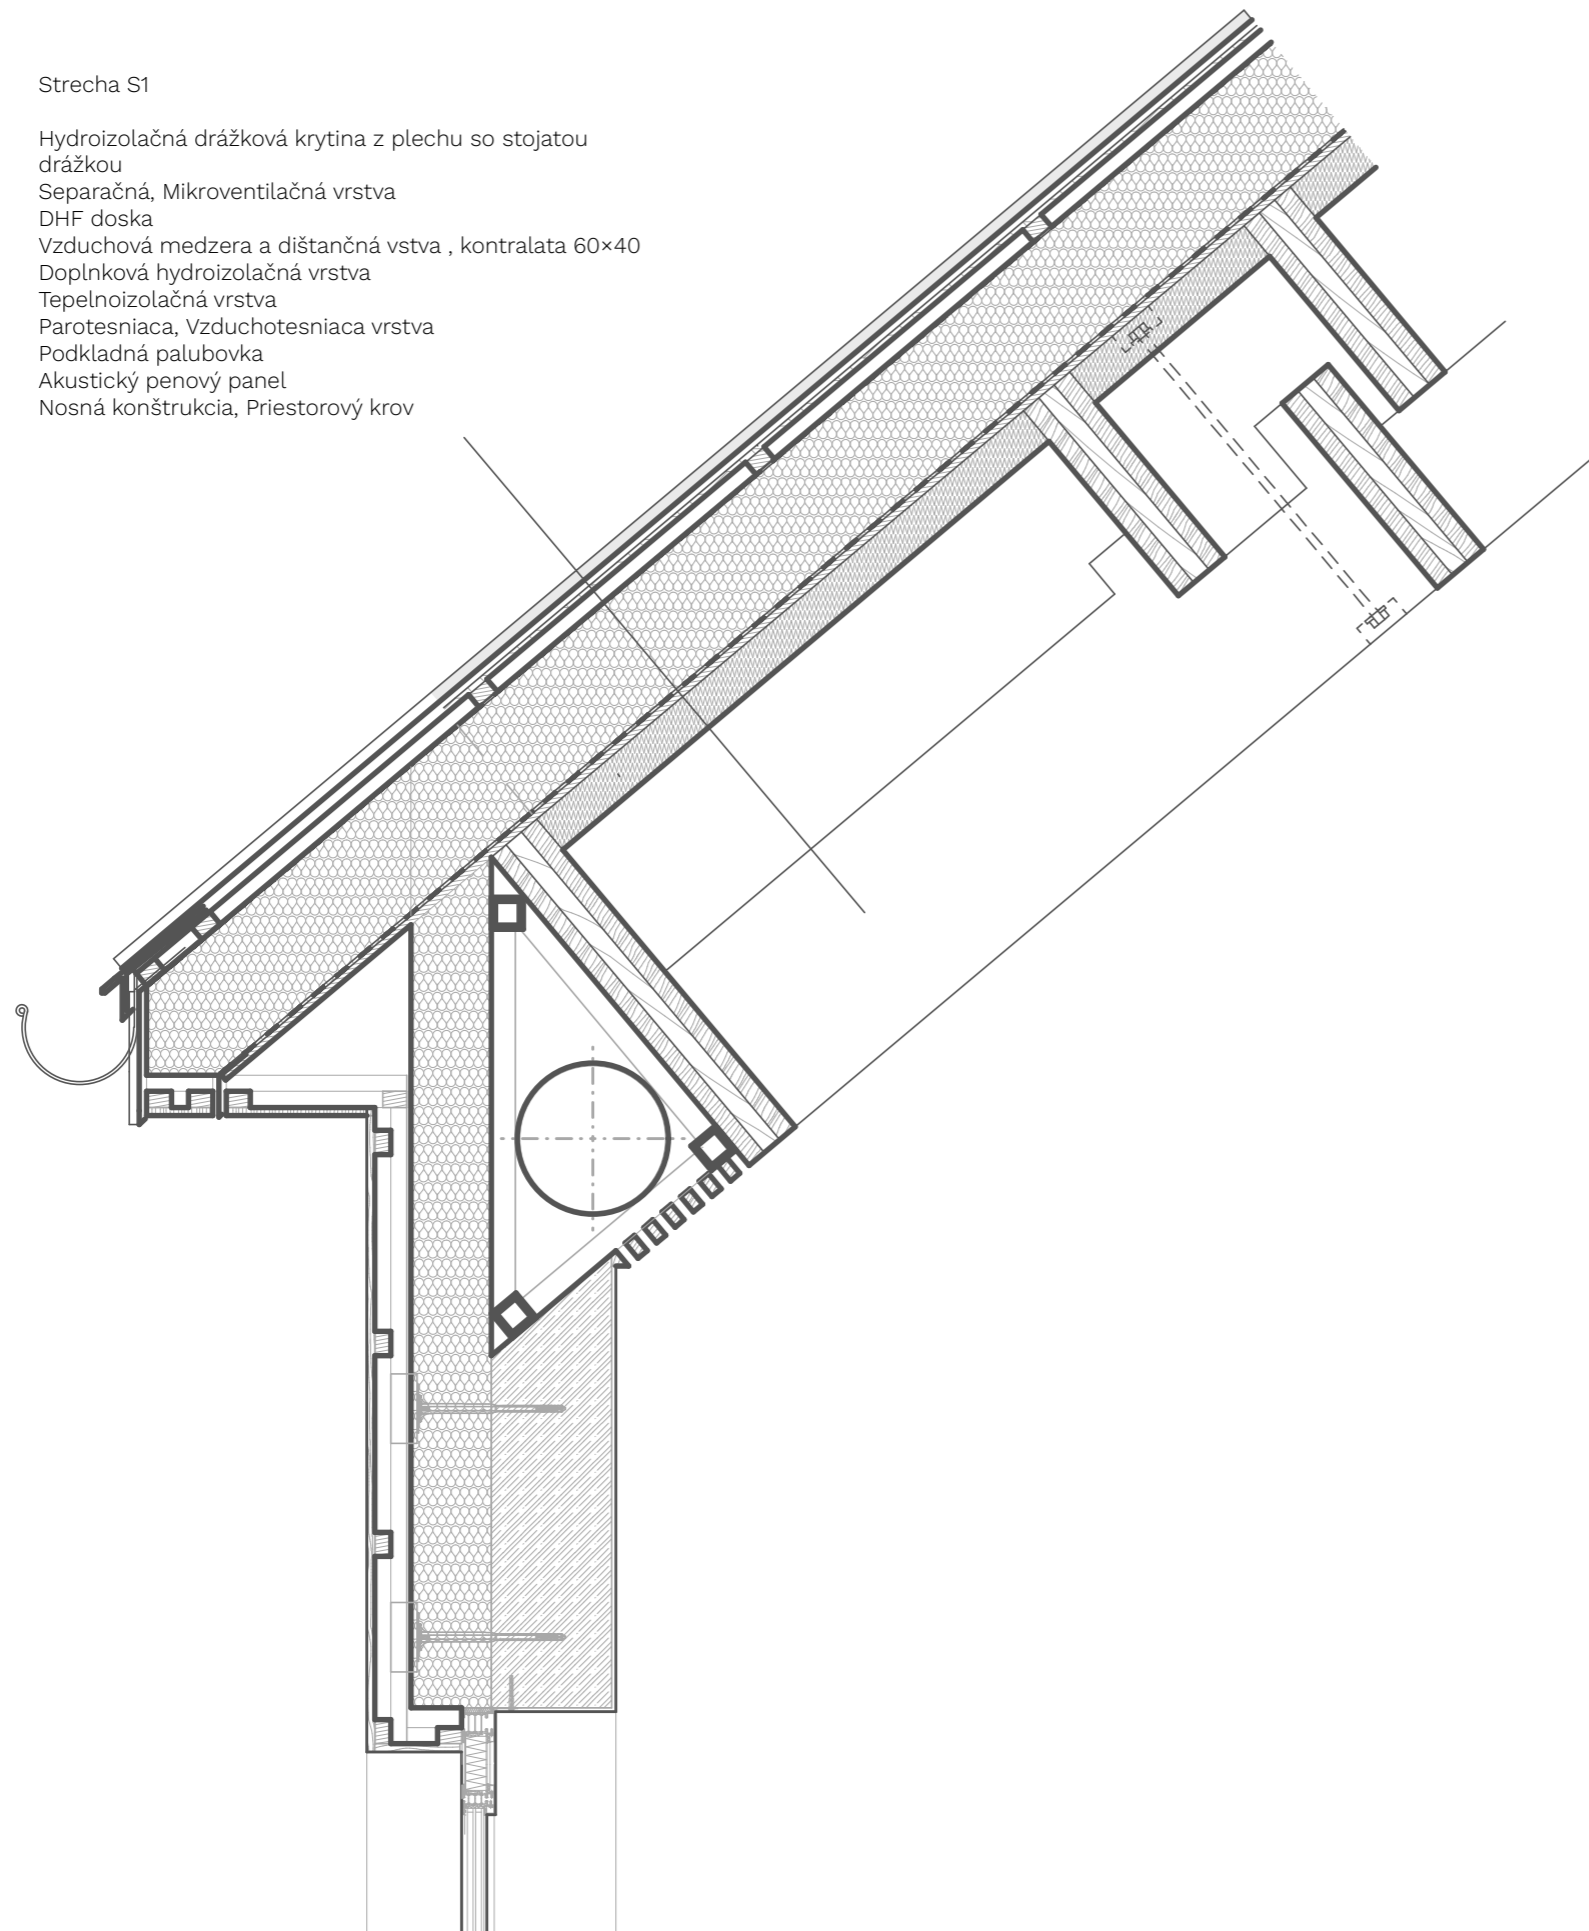 Strecha S1
Hydroizolačná drážková krytina z plechu so stojatou
drážkou
Separačná, Mikroventilačná vrstva
DHF doska
Vzduchová medzera a dištančná vstva , kontralata 60×40
Doplnková hydroizolačná vrstva
Tepelnoizolačná vrstva
Parotesniaca, Vzduchotesniaca vrstva
Podkladná palubovka
Akustický penový panel
Nosná konštrukcia, Priestorový krov